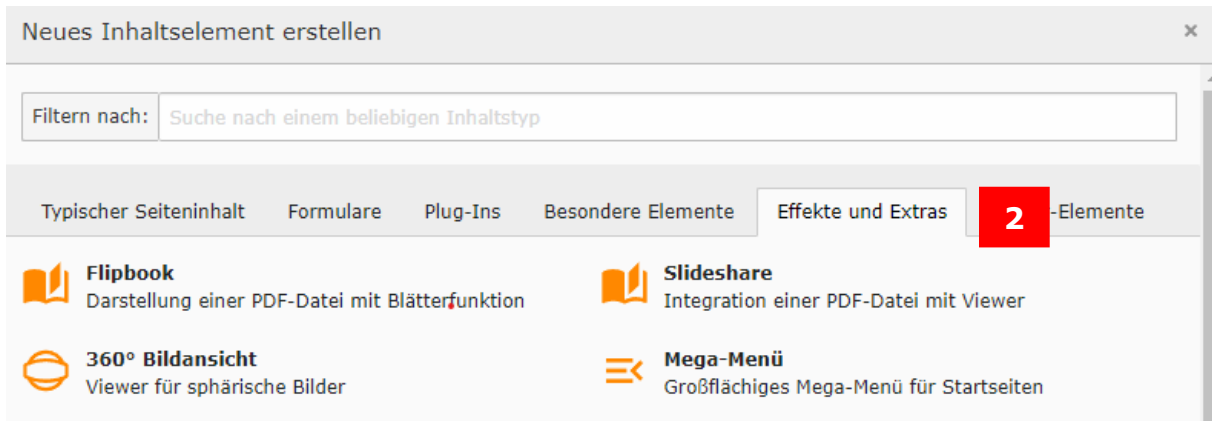 Neues Inhaltselement erstellen ×
Filtern nach: Suche nach einem beliebigen Inhaltstyp
Typischer Seiteninhalt Formulare Plug-Ins Besondere Elemente Effekte und Extras 2 -Elemente
Flipbook
Darstellung einer PDF-Datei mit Blätterfunktion
Slideshare
Integration einer PDF-Datei mit Viewer
360° Bildansicht
Viewer für sphärische Bilder
Mega-Menü
Großflächiges Mega-Menü für Startseiten